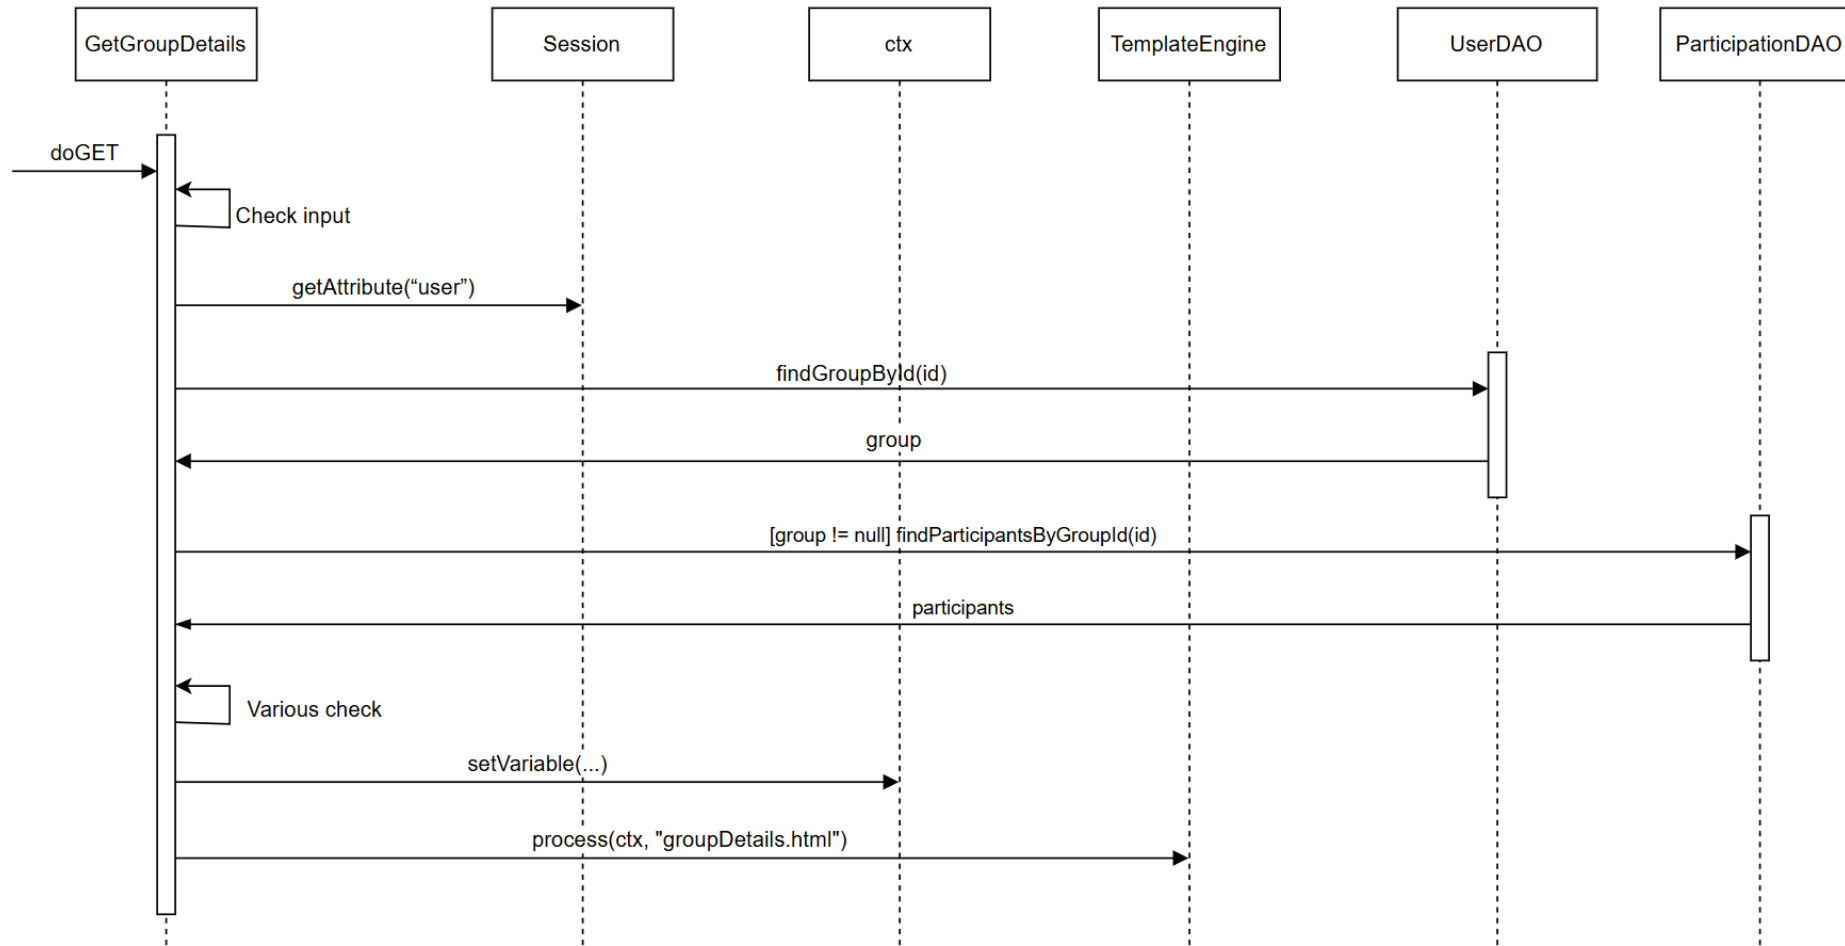 GetGroupDetails
Session
ctx
TemplateEngine
UserDAO
ParticipationDAO
doGET
Check input
getAttribute(“user”)
findGroupById(id)
group
[group != null] findParticipantsByGroupId(id)
participants
Various check
setVariable(...)
process(ctx, "groupDetails.html")